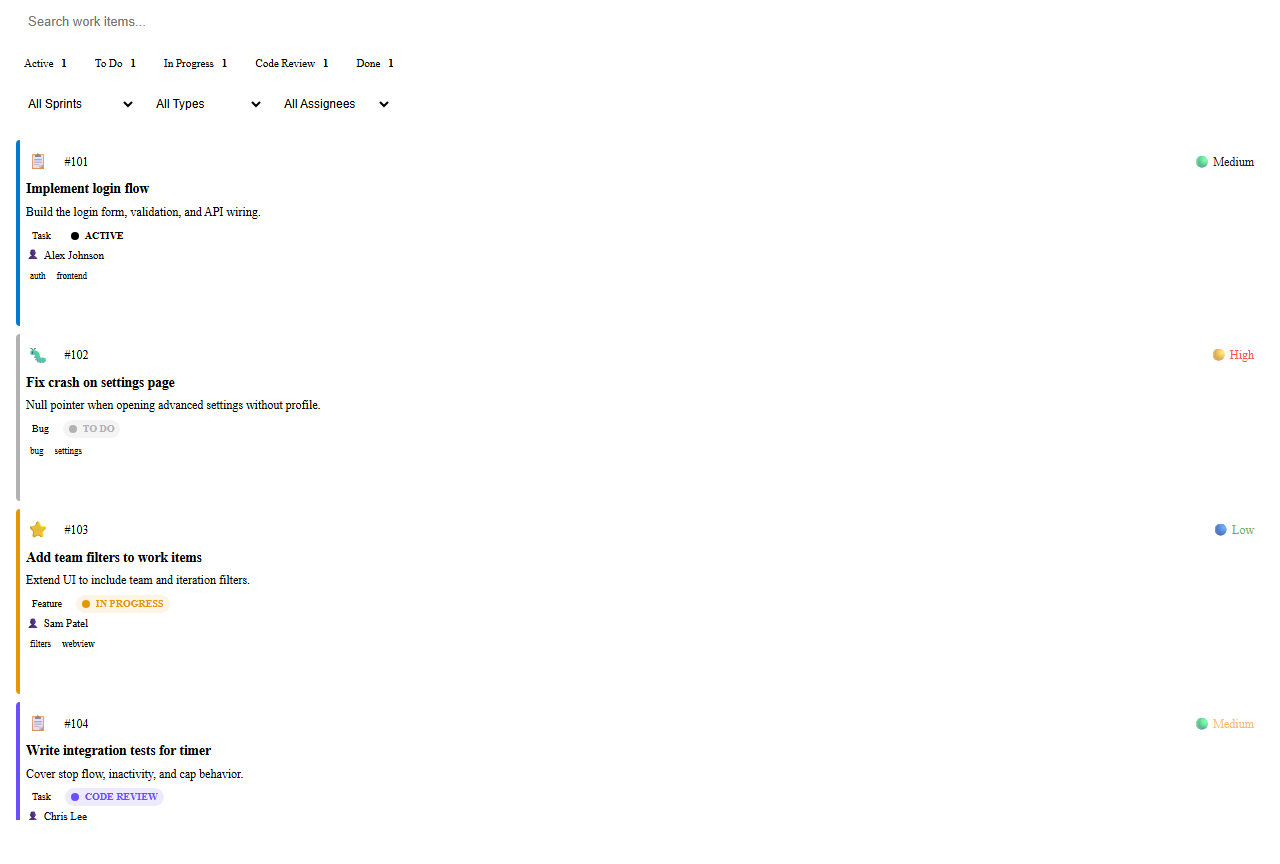 Search work items...
Active 1 To Do 1 In Progress 1 Code Review 1 Done 1
All Sprints All Types All Assignees
#101 Medium
Implement login flow
Build the login form, validation, and API wiring.
Task ACTIVE
Alex Johnson
auth frontend
#102 High
Fix crash on settings page
Null pointer when opening advanced settings without profile.
Bug TO DO
bug settings
#103 Low
Add team filters to work items
Extend UI to include team and iteration filters.
Feature IN PROGRESS
Sam Patel
filters webview
#104 Medium
Write integration tests for timer
Cover stop flow, inactivity, and cap behavior.
Task CODE REVIEW
Chris Lee